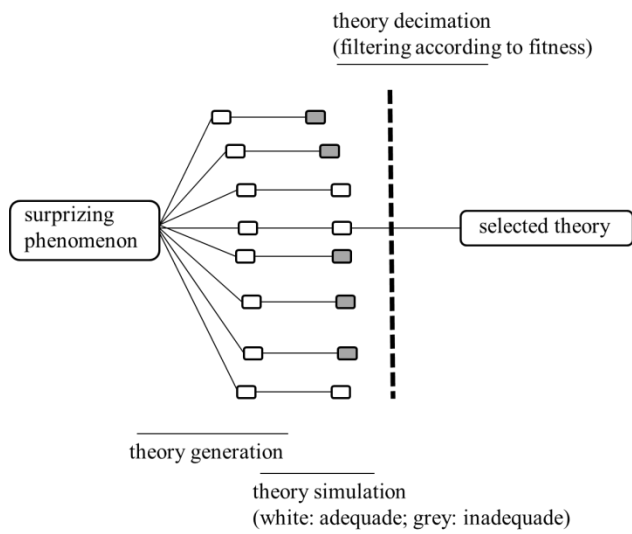 theory decimation
(filtering according to fitness)
surprizing
phenomenon
selected theory
theory generation
theory simulation
(white: adequade; grey: inadequade)